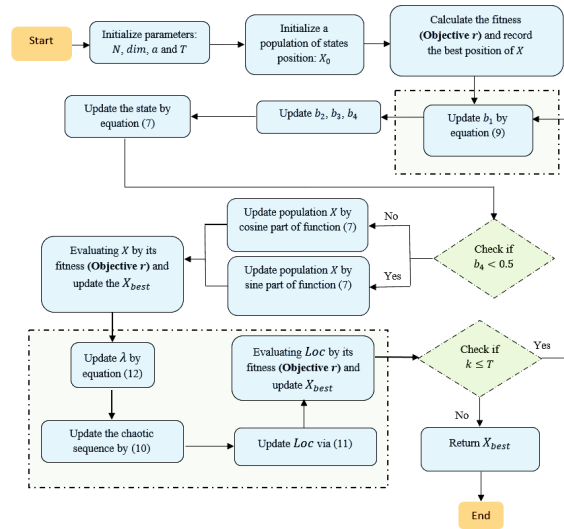 Start
Initialize parameters:
N, dim, a and T
Initialize a
population of states
position: X₀
Calculate the fitness
(Objective r) and record
the best position of X
Update b₁ by
equation (9)
Update b₂, b₃, b₄
Update the state by
equation (7)
Check if
b₄ < 0.5
No
Yes
Update population X by
cosine part of function (7)
Update population X by
sine part of function (7)
Evaluating X by its
fitness (Objective r) and
update the X_best
Update λ by
equation (12)
Update the chaotic
sequence by (10)
Update Loc via (11)
Evaluating Loc by its
fitness (Objective r) and
update X_best
Check if
k ≤ T
Yes
No
Return X_best
End